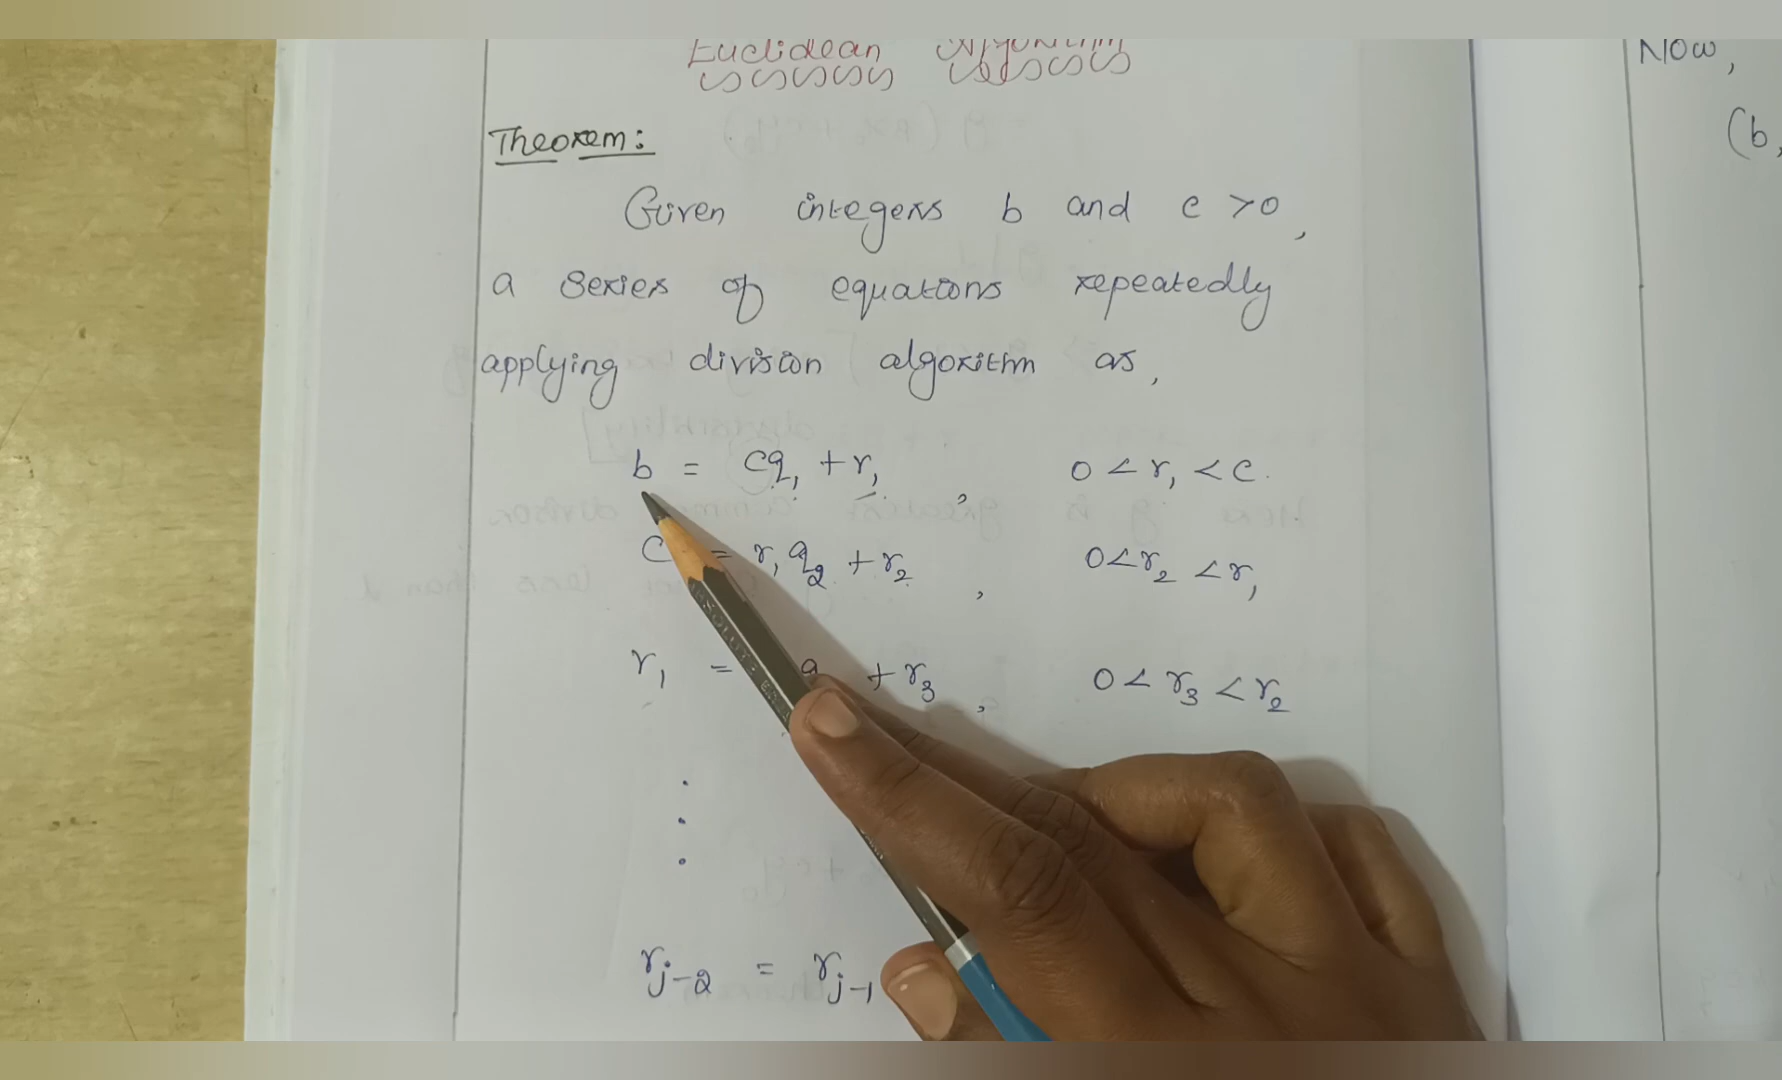 Euclidean Algorithm
Theorem:
Given integers b and c > 0,
a series of equations repeatedly
applying division algorithm as,
b = cq₁ + r₁, 0 < r₁ < c.
c = r₁q₂ + r₂, 0 < r₂ < r₁
r₁ = q + r₃, 0 < r₃ < r₂
.
.
.
rⱼ₋₂ = rⱼ₋₁
Now,
(b,